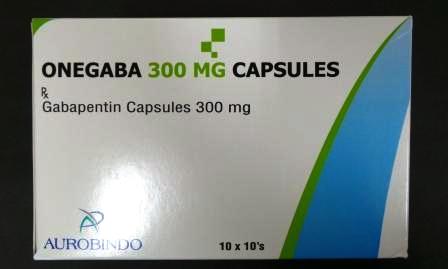 ONEGABA 300 MG CAPSULES
℞
Gabapentin Capsules 300 mg
AUROBINDO
10 x 10's